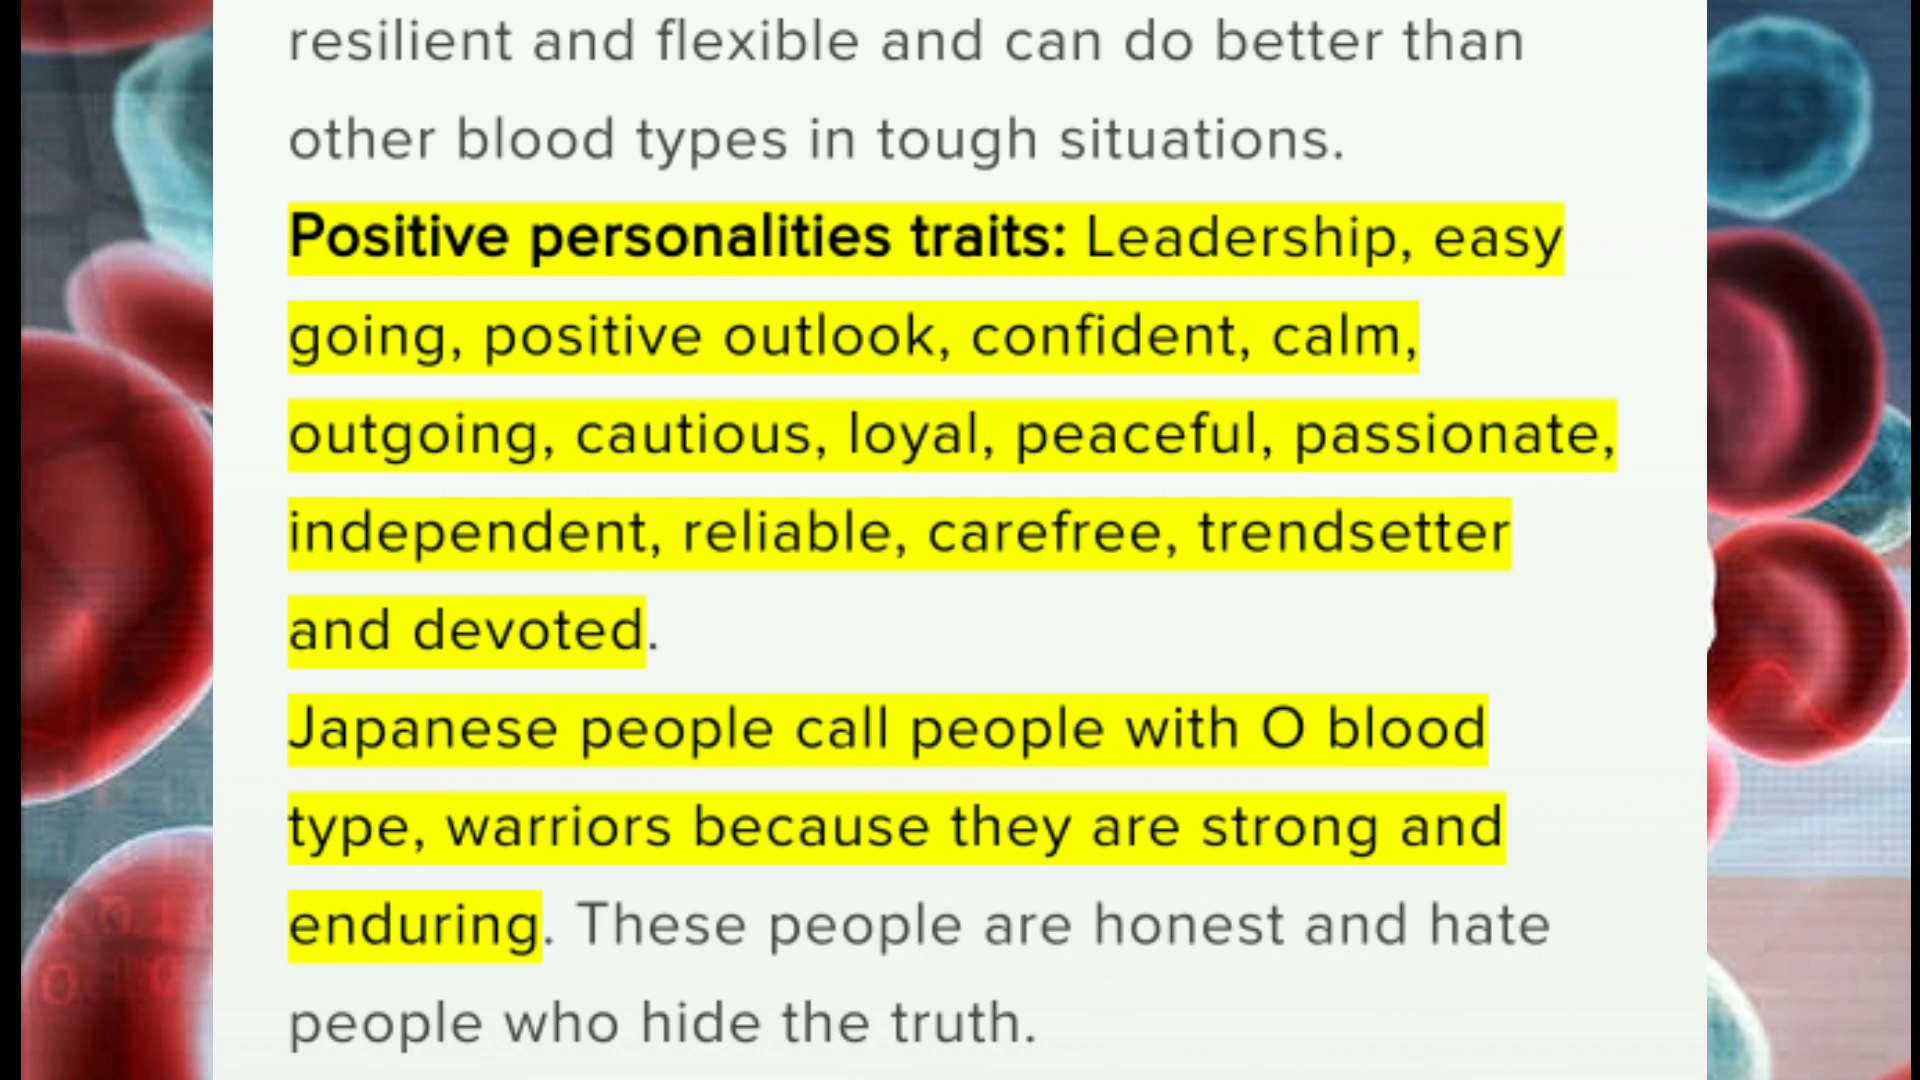 resilient and flexible and can do better than
other blood types in tough situations.
Positive personalities traits: Leadership, easy
going, positive outlook, confident, calm,
outgoing, cautious, loyal, peaceful, passionate,
independent, reliable, carefree, trendsetter
and devoted.
Japanese people call people with O blood
type, warriors because they are strong and
enduring. These people are honest and hate
people who hide the truth.